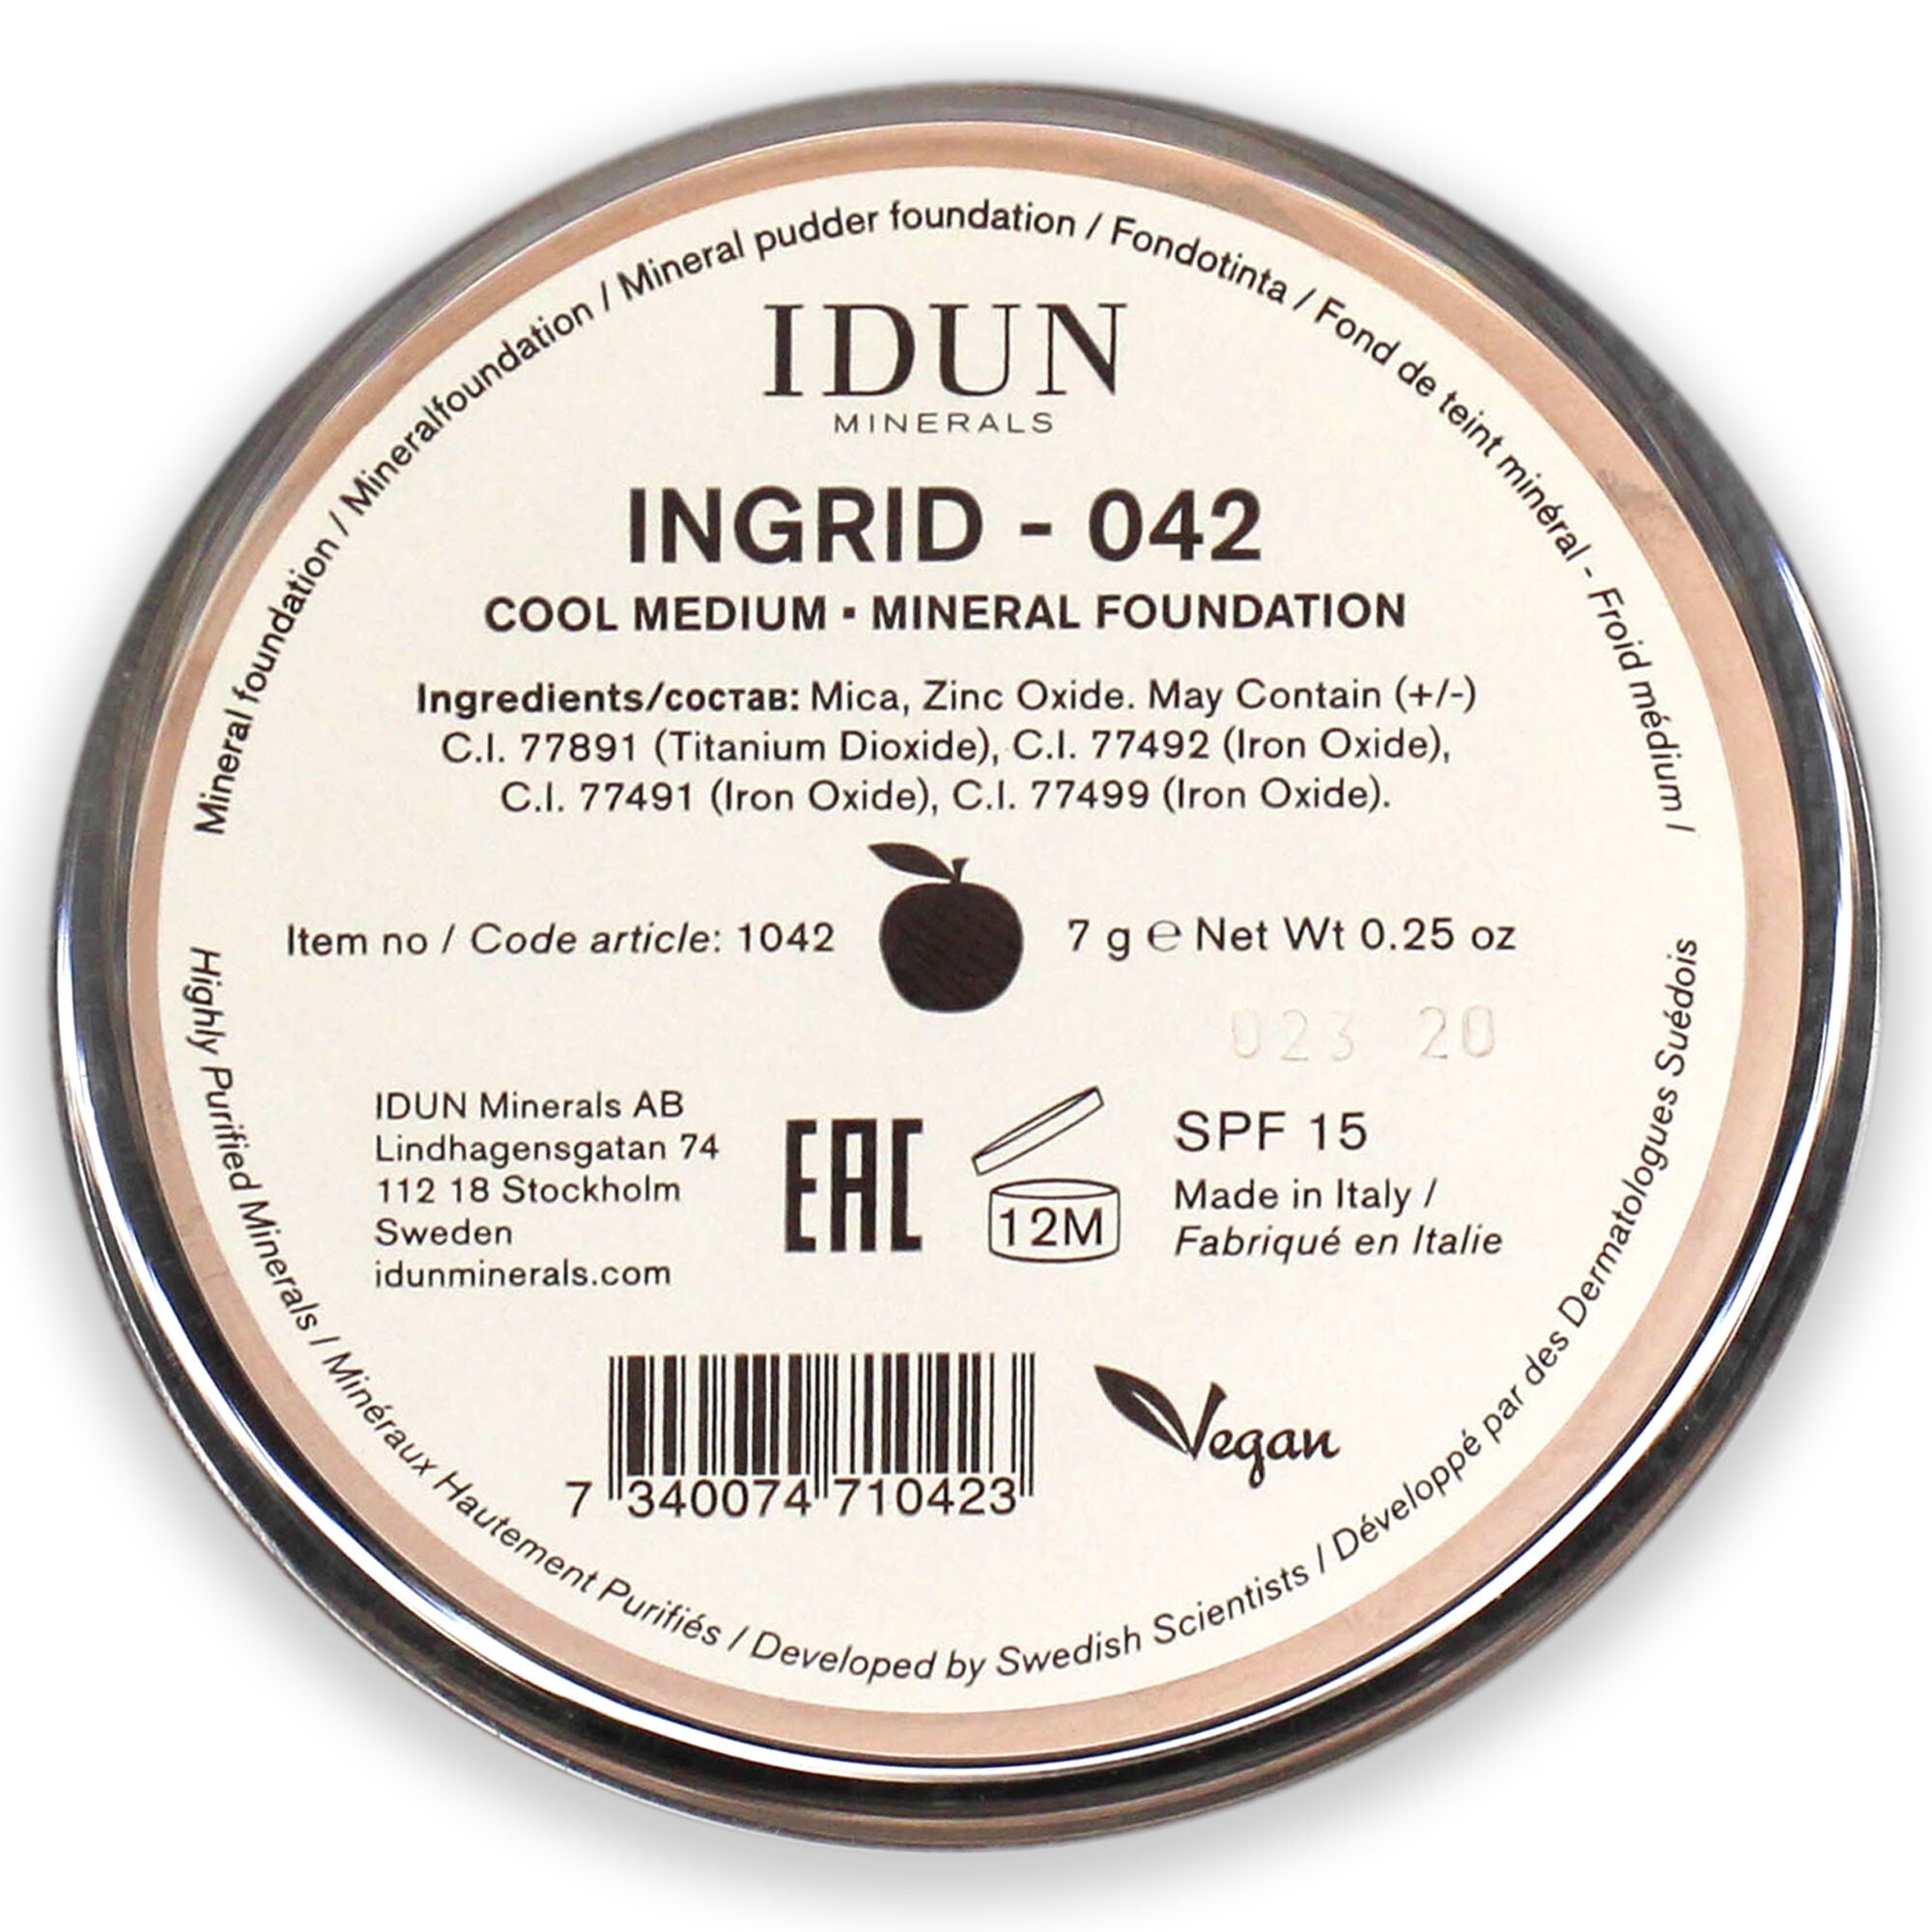 Mineral foundation / Mineralfoundation / Mineral pudder foundation / Fondotinta / Fond de teint minéral - Froid médium /
IDUN
MINERALS
INGRID - 042
COOL MEDIUM ▪ MINERAL FOUNDATION
Ingredients/состав: Mica, Zinc Oxide. May Contain (+/-)
C.I. 77891 (Titanium Dioxide), C.I. 77492 (Iron Oxide),
C.I. 77491 (Iron Oxide), C.I. 77499 (Iron Oxide).
Item no / Code article: 1042
7 g ℮ Net Wt 0.25 oz
023 20
IDUN Minerals AB
Lindhagensgatan 74
112 18 Stockholm
Sweden
idunminerals.com
EAC
12M
SPF 15
Made in Italy /
Fabriqué en Italie
7 340074 710423
Vegan
Highly Purified Minerals / Minéraux Hautement Purifiés / Developed by Swedish Scientists / Développé par des Dermatologues Suédois